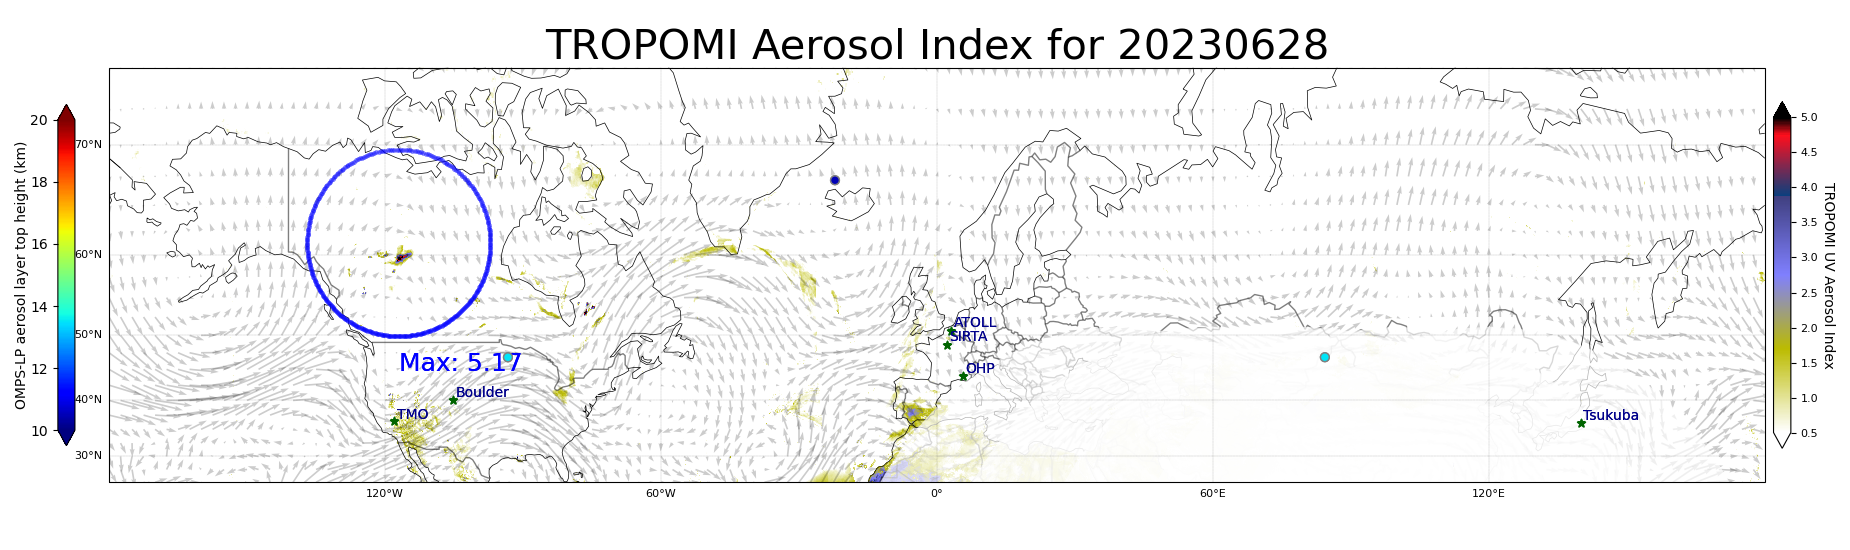 TROPOMI Aerosol Index for 20230628
OMPS-LP aerosol layer top height (km)
20
18
16
14
12
10
70°N
60°N
50°N
40°N
30°N
120°W
60°W
0°
60°E
120°E
Max: 5.17
Boulder
TMO
ATOLL
SIRTA
OHP
Tsukuba
5.0
4.5
4.0
3.5
3.0
2.5
2.0
1.5
1.0
0.5
TROPOMI UV Aerosol Index